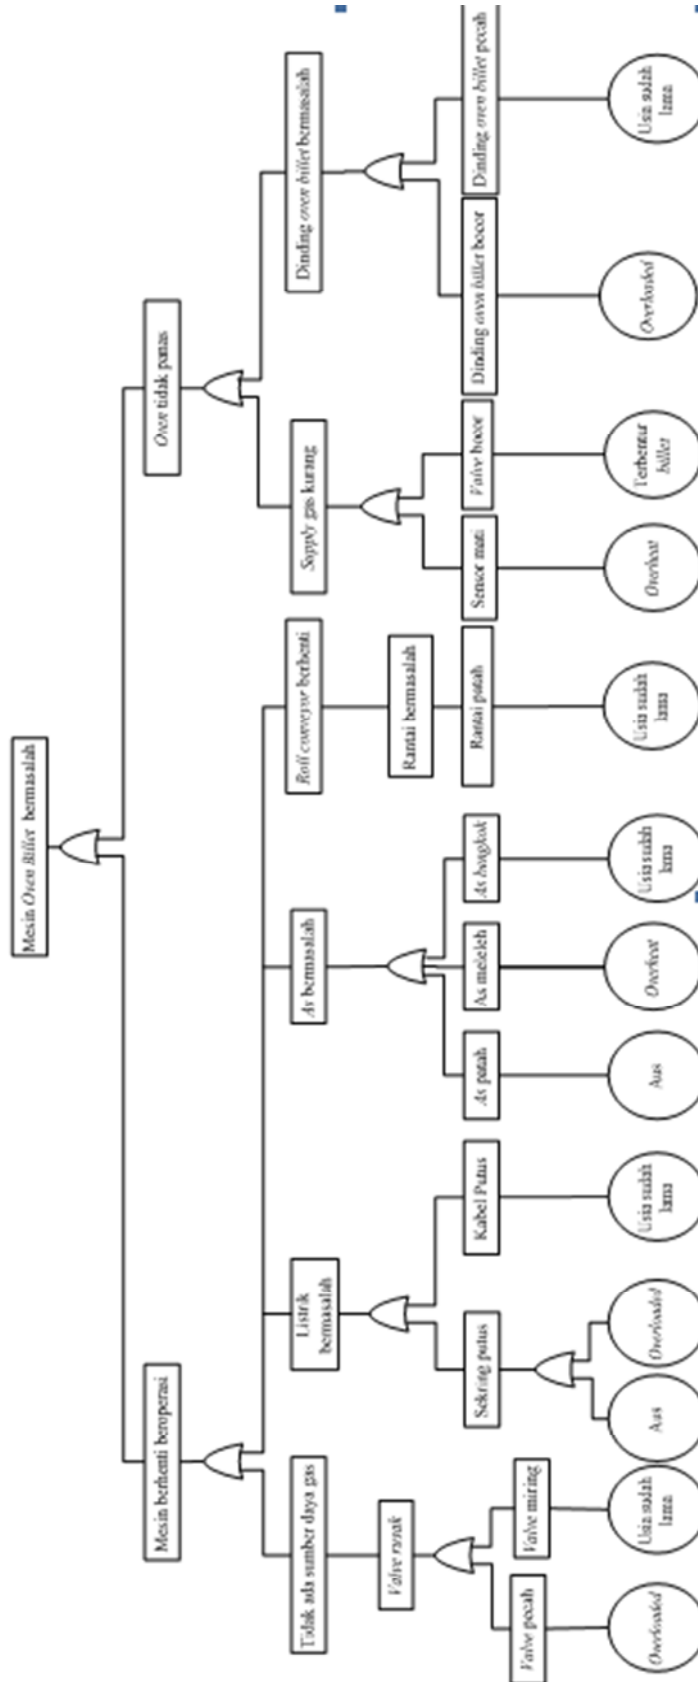 Mesin Oven Billet bermasalah
Mesin berhenti beroperasi
Oven tidak panas
Tidak ada sumber daya gas
Listrik
bermasalah
As bermasalah
Roll conveyor berhenti
Supply gas kurang
Dinding oven billet bermasalah
Valve rusak
Rantai bermasalah
Valve pecah
Valve miring
Sekring putus
Kabel Putus
As patah
As meleleh
As bengkok
Rantai patah
Sensor mati
Valve bocor
Dinding oven billet bocor
Dinding oven billet pecah
Overloaded
Usia sudah
lama
Aus
Overloaded
Usia sudah
lama
Aus
Overheat
Usia sudah
lama
Usia sudah
lama
Overheat
Terbentur
billet
Overloaded
Usia sudah
lama